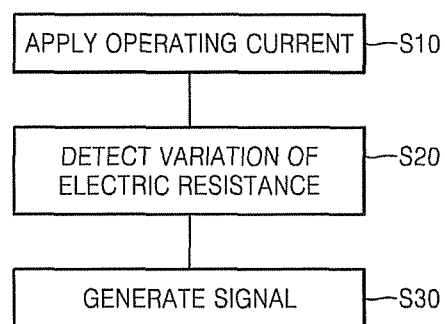 APPLY OPERATING CURRENT S10
DETECT VARIATION OF S20
ELECTRIC RESISTANCE
GENERATE SIGNAL S30